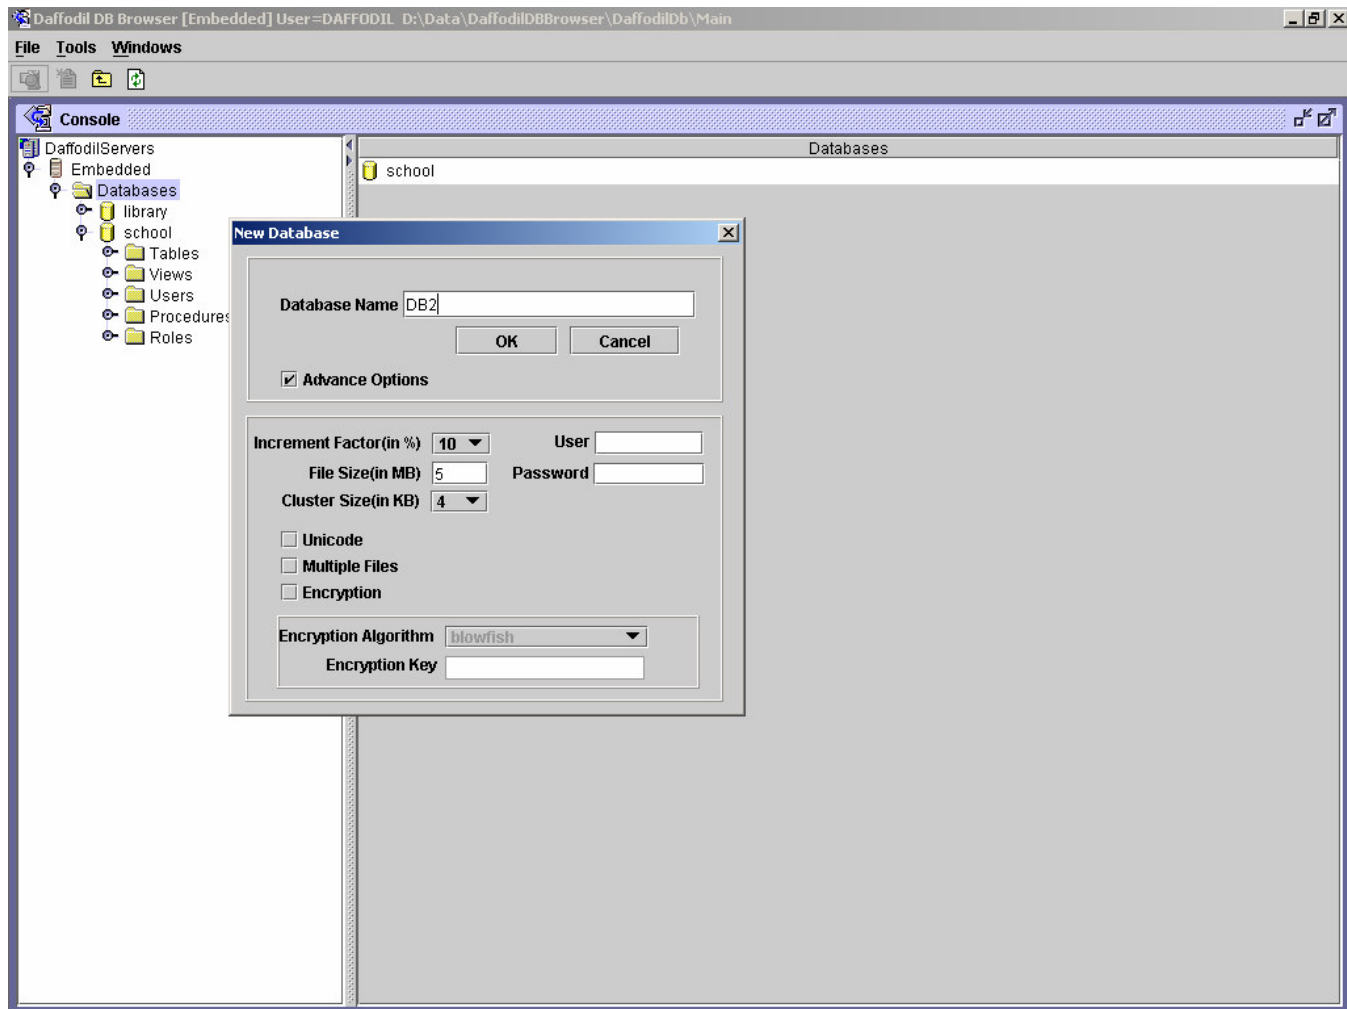 Daffodil DB Browser [Embedded] User=DAFFODIL D:\Data\DaffodilDBBrowser\DaffodilDb\Main
File Tools Windows
Console
DaffodilServers
Embedded
Databases
library
school
Tables
Views
Users
Procedures
Roles
Databases
school
New Database
Database Name DB2
OK Cancel
Advance Options
Increment Factor(in %) 10 User
File Size(in MB) 5 Password
Cluster Size(in KB) 4
Unicode
Multiple Files
Encryption
Encryption Algorithm blowfish
Encryption Key